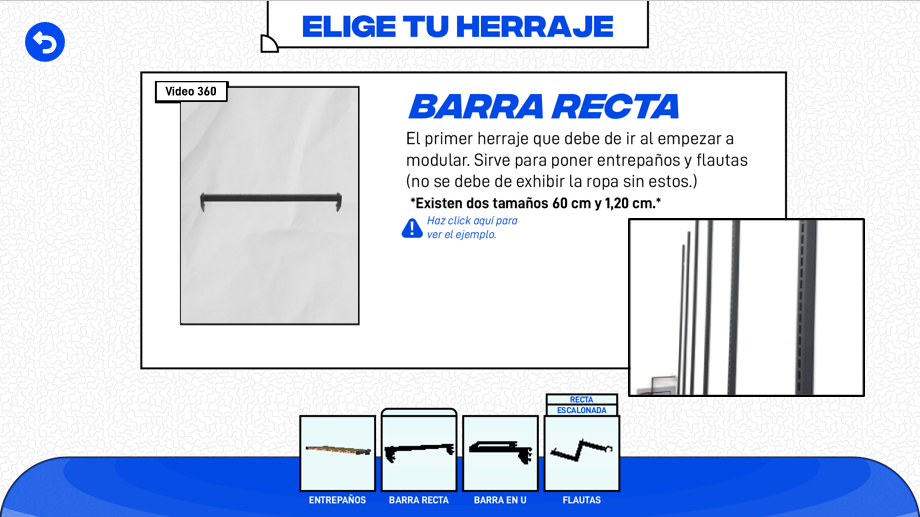 ELIGE TU HERRAJE
Video 360
BARRA RECTA
El primer herraje que debe de ir al empezar a
modular. Sirve para poner entrepaños y flautas
(no se debe de exhibir la ropa sin estos.)
*Existen dos tamaños 60 cm y 1,20 cm.*
Haz click aquí para
ver el ejemplo.
RECTA
ESCALONADA
ENTREPAÑOS
BARRA RECTA
BARRA EN U
FLAUTAS